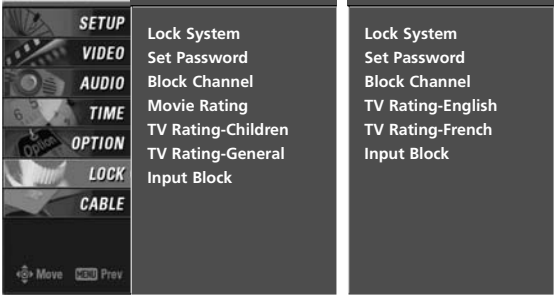 SETUP
VIDEO
AUDIO
TIME
OPTION
LOCK
CABLE
Move MENU Prev
Lock System
Set Password
Block Channel
Movie Rating
TV Rating-Children
TV Rating-General
Input Block
Lock System
Set Password
Block Channel
TV Rating-English
TV Rating-French
Input Block